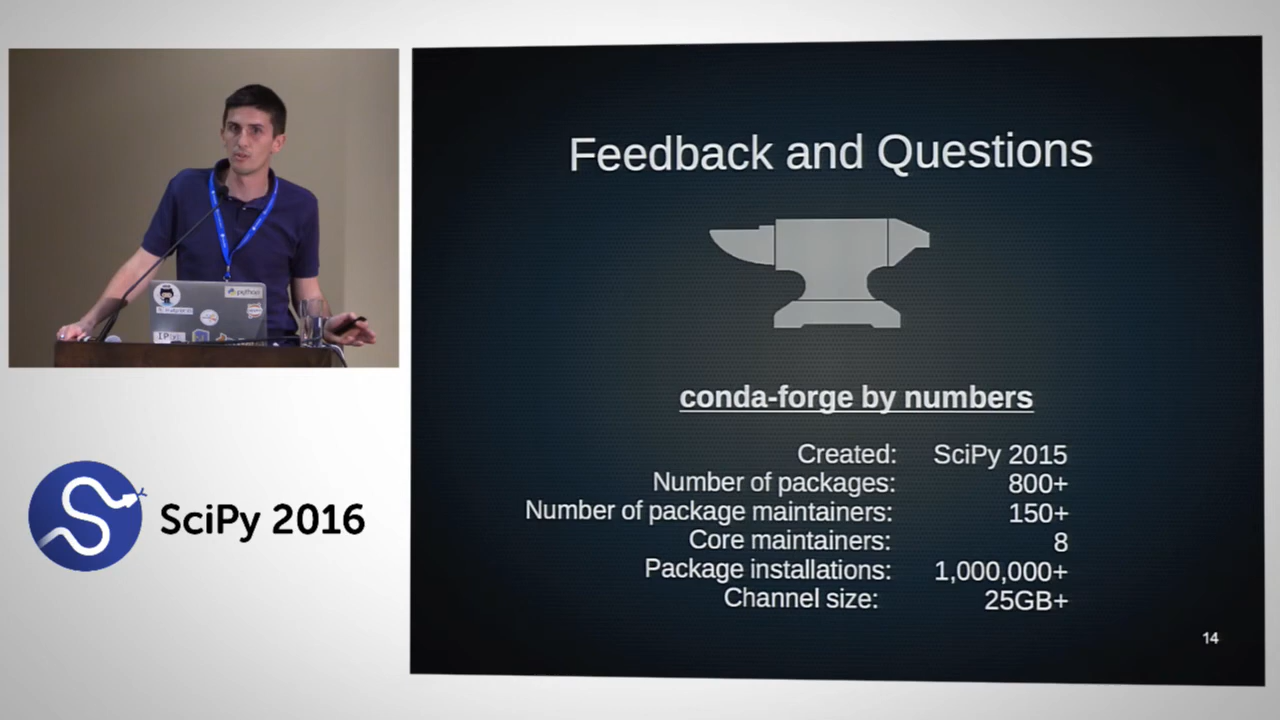 Feedback and Questions
conda-forge by numbers
Created: SciPy 2015
Number of packages: 800+
Number of package maintainers: 150+
Core maintainers: 8
Package installations: 1,000,000+
Channel size: 25GB+
14
python
IP
SciPy 2016